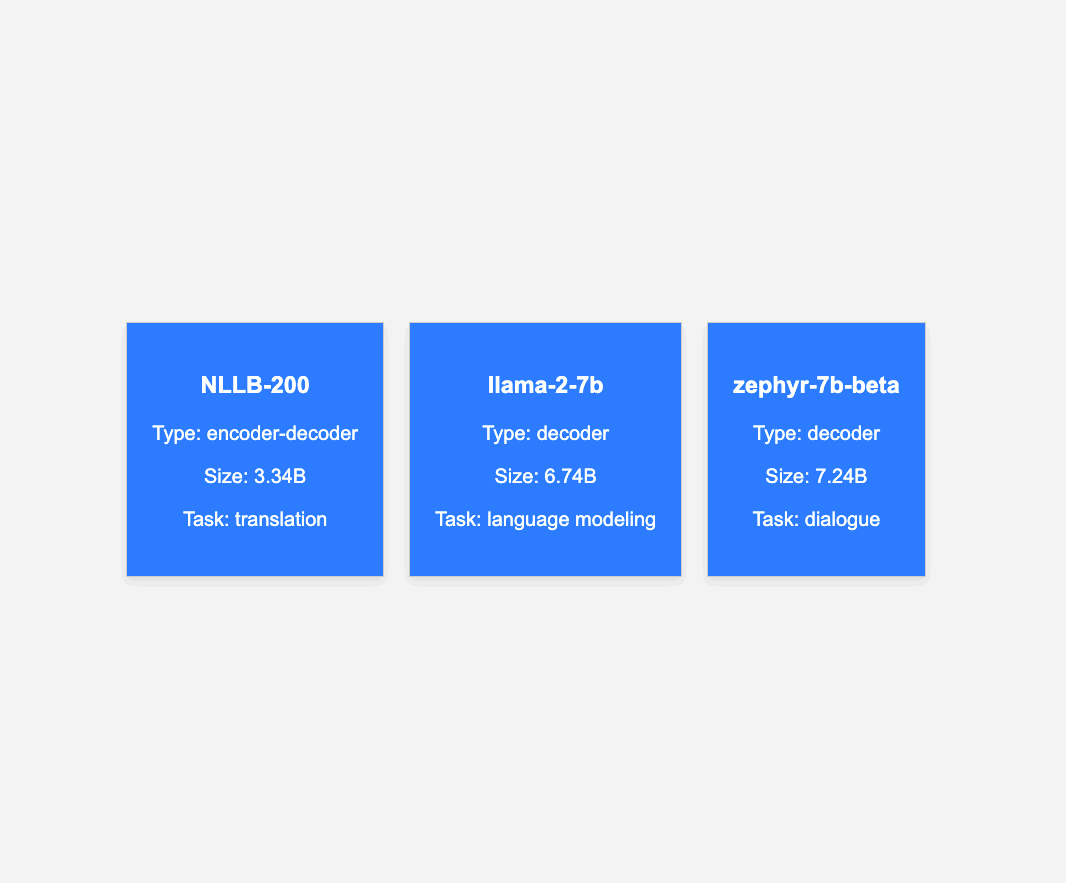 NLLB-200
Type: encoder-decoder
Size: 3.34B
Task: translation
llama-2-7b
Type: decoder
Size: 6.74B
Task: language modeling
zephyr-7b-beta
Type: decoder
Size: 7.24B
Task: dialogue